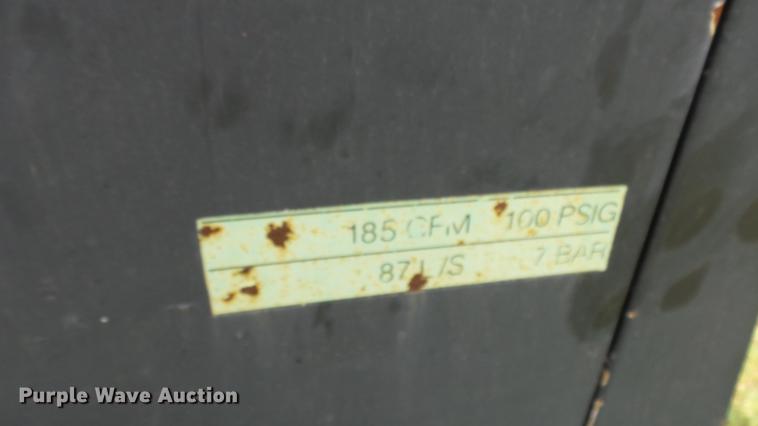 185 CFM 100 PSIG
87 L/S 7 BAR
Purple Wave Auction